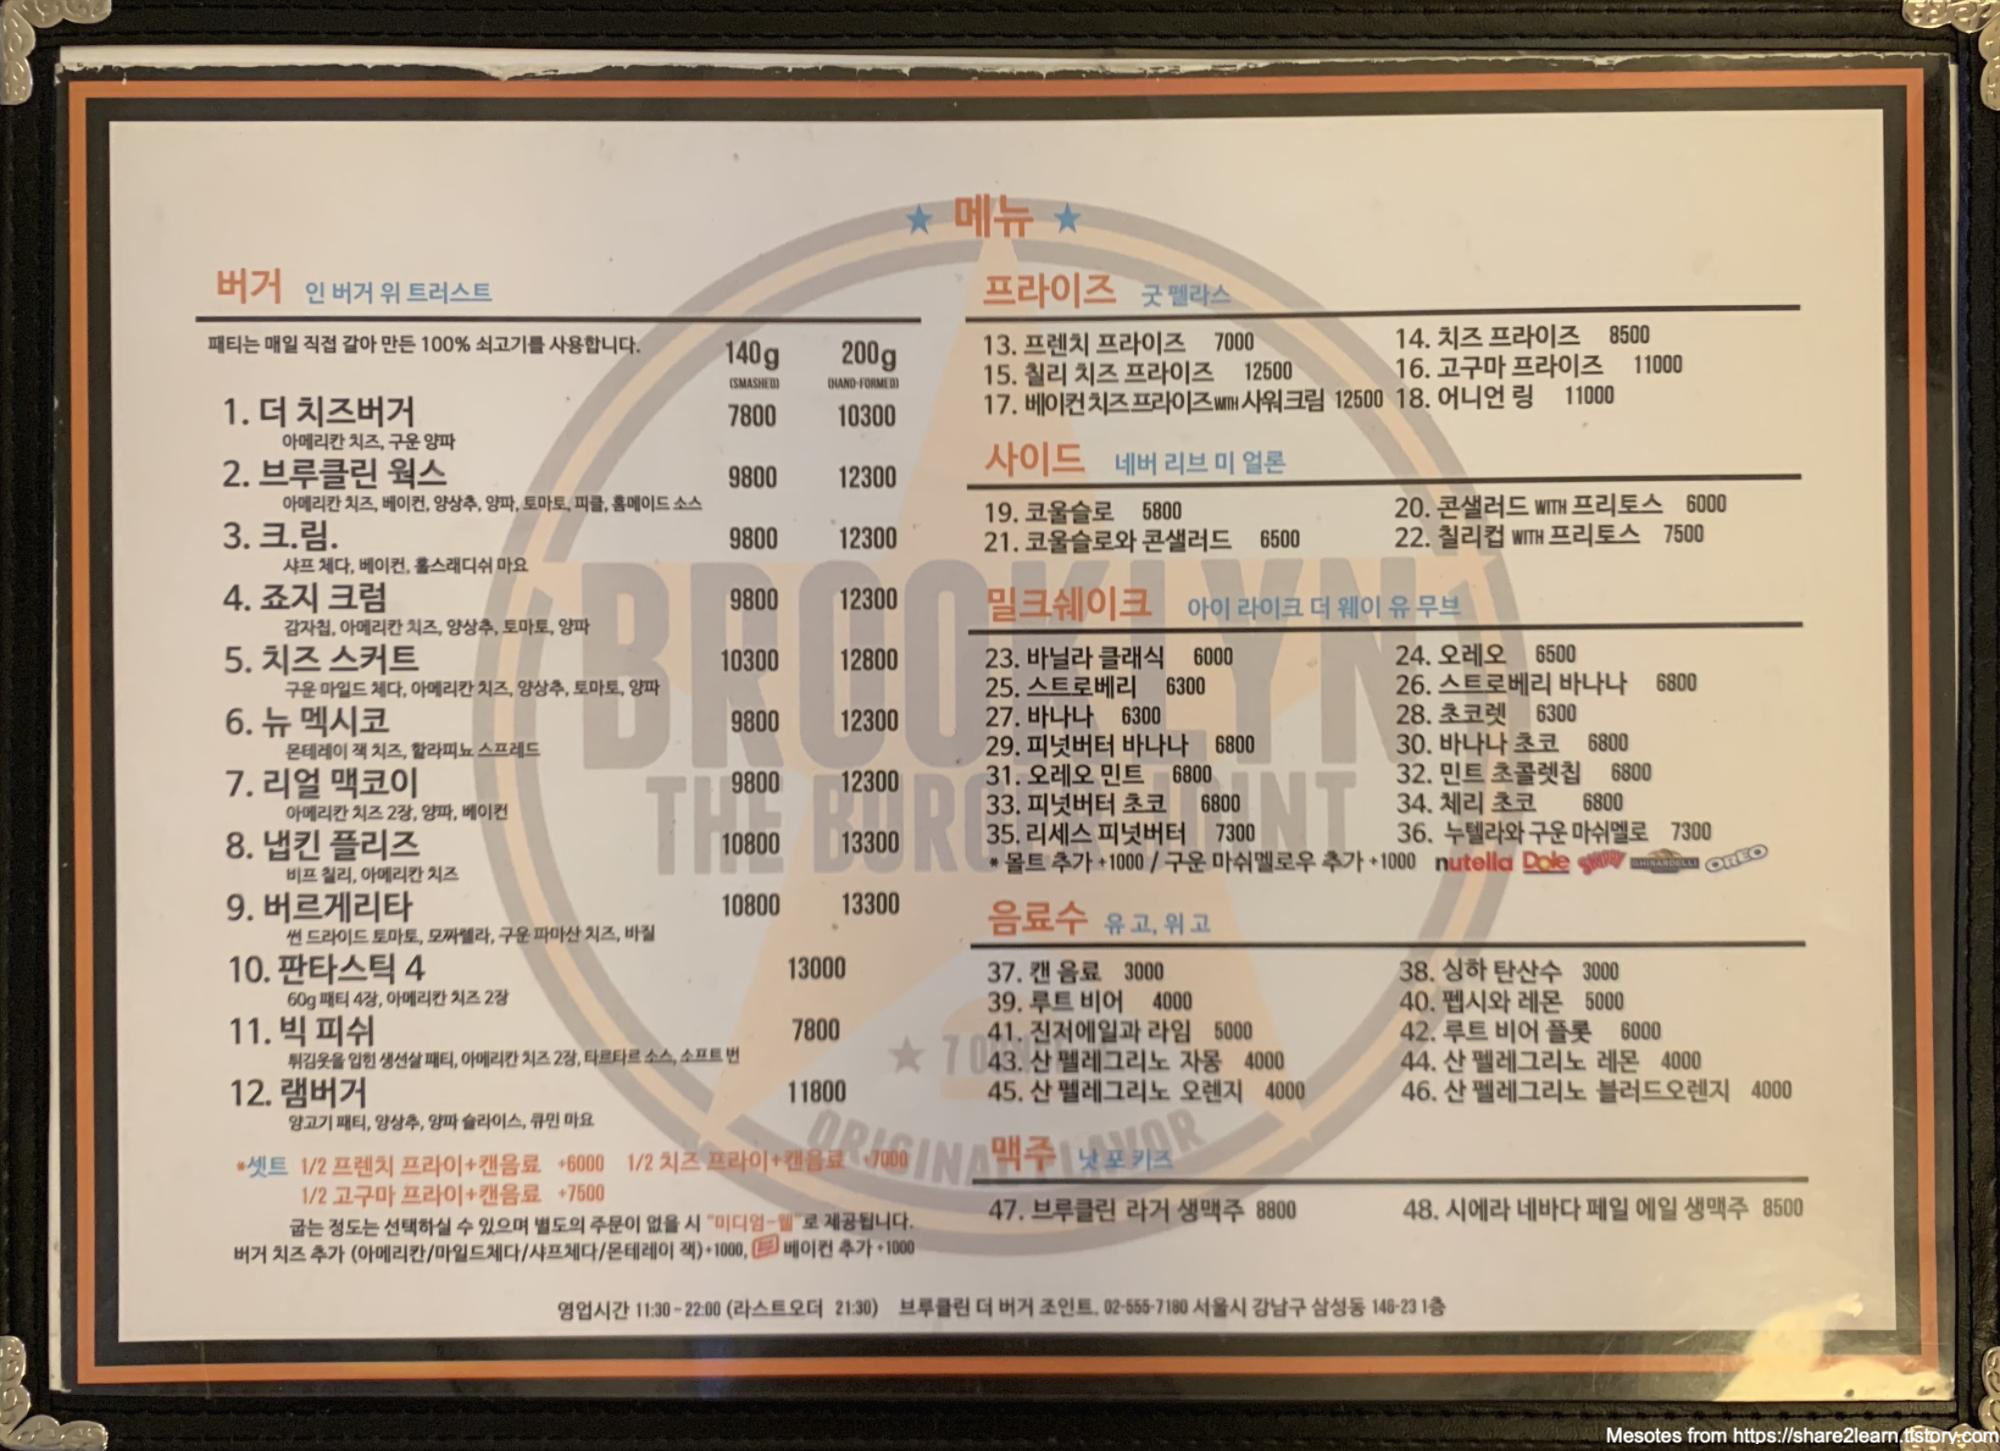 ★ 메뉴 ★
버거 인 버거 위 트러스트
패티는 매일 직접 갈아 만든 100% 쇠고기를 사용합니다.
140g 200g
(SMASHED) (HAND-FORMED)
1. 더 치즈버거 7800 10300
아메리칸 치즈, 구운 양파
2. 브루클린 웍스 9800 12300
아메리칸 치즈, 베이컨, 양상추, 양파, 토마토, 피클, 홈메이드 소스
3. 크.림. 9800 12300
샤프 체다, 베이컨, 홀스래디쉬 마요
4. 죠지 크럼 9800 12300
감자칩, 아메리칸 치즈, 양상추, 토마토, 양파
5. 치즈 스커트 10300 12800
구운 마일드 체다, 아메리칸 치즈, 양상추, 토마토, 양파
6. 뉴 멕시코 9800 12300
몬테레이 잭 치즈, 할라피뇨 스프레드
7. 리얼 맥코이 9800 12300
아메리칸 치즈 2장, 양파, 베이컨
8. 냅킨 플리즈 10800 13300
비프 칠리, 아메리칸 치즈
9. 버르게리타 10800 13300
썬 드라이드 토마토, 모짜렐라, 구운 파마산 치즈, 바질
10. 판타스틱 4 13000
60g 패티 4장, 아메리칸 치즈 2장
11. 빅 피쉬 7800
튀김옷을 입힌 생선살 패티, 아메리칸 치즈 2장, 타르타르 소스, 소프트 번
12. 램버거 11800
양고기 패티, 양상추, 양파 슬라이스, 큐민 마요
*셋트 1/2 프렌치 프라이+캔음료 +6000 1/2 치즈 프라이+캔음료 +7000
1/2 고구마 프라이+캔음료 +7500
굽는 정도는 선택하실 수 있으며 별도의 주문이 없을 시 "미디엄-웰"로 제공됩니다.
버거 치즈 추가 (아메리칸/마일드체다/샤프체다/몬테레이 잭)+1000, 베이컨 추가 +1000
프라이즈 굿 펠라스
13. 프렌치 프라이즈 7000 14. 치즈 프라이즈 8500
15. 칠리 치즈 프라이즈 12500 16. 고구마 프라이즈 11000
17. 베이컨 치즈 프라이즈 WITH 사워크림 12500 18. 어니언 링 11000
사이드 네버 리브 미 얼론
19. 코울슬로 5800 20. 콘샐러드 WITH 프리토스 6000
21. 코울슬로와 콘샐러드 6500 22. 칠리컵 WITH 프리토스 7500
밀크쉐이크 아이 라이크 더 웨이 유 무브
23. 바닐라 클래식 6000 24. 오레오 6500
25. 스트로베리 6300 26. 스트로베리 바나나 6800
27. 바나나 6300 28. 초코렛 6300
29. 피넛버터 바나나 6800 30. 바나나 초코 6800
31. 오레오 민트 6800 32. 민트 초콜렛칩 6800
33. 피넛버터 초코 6800 34. 체리 초코 6800
35. 리세스 피넛버터 7300 36. 누텔라와 구운 마쉬멜로 7300
* 몰트 추가 +1000 / 구운 마쉬멜로우 추가 +1000 nutella Dole SKIPPY GHIRARDELLI OREO
음료수 유 고, 위 고
37. 캔 음료 3000 38. 싱하 탄산수 3000
39. 루트 비어 4000 40. 펩시와 레몬 5000
41. 진저에일과 라임 5000 42. 루트 비어 플롯 6000
43. 산 펠레그리노 자몽 4000 44. 산 펠레그리노 레몬 4000
45. 산 펠레그리노 오렌지 4000 46. 산 펠레그리노 블러드오렌지 4000
맥주 낫 포 키즈
47. 브루클린 라거 생맥주 8800 48. 시에라 네바다 페일 에일 생맥주 8500
BROOKLYN
THE BURGER JOINT
ORIGINAL FLAVOR
영업시간 11:30 - 22:00 (라스트오더 21:30) 브루클린 더 버거 조인트. 02-555-7180 서울시 강남구 삼성동 146-23 1층
Mesotes from https://share2learn.tistory.com